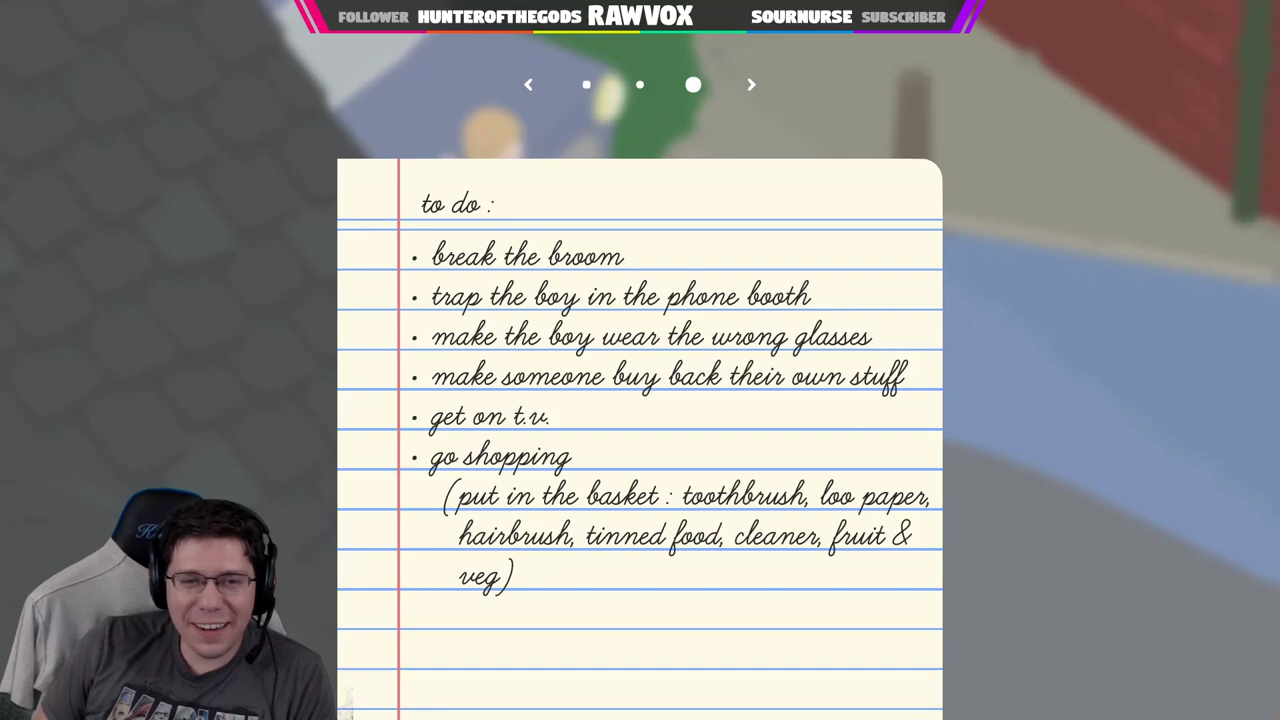 FOLLOWER HUNTEROFTHEGODS RAWVOX SOURNURSE SUBSCRIBER
to do :
• break the broom
• trap the boy in the phone booth
• make the boy wear the wrong glasses
• make someone buy back their own stuff
• get on t.v.
• go shopping
(put in the basket : toothbrush, loo paper,
hairbrush, tinned food, cleaner, fruit &
veg)